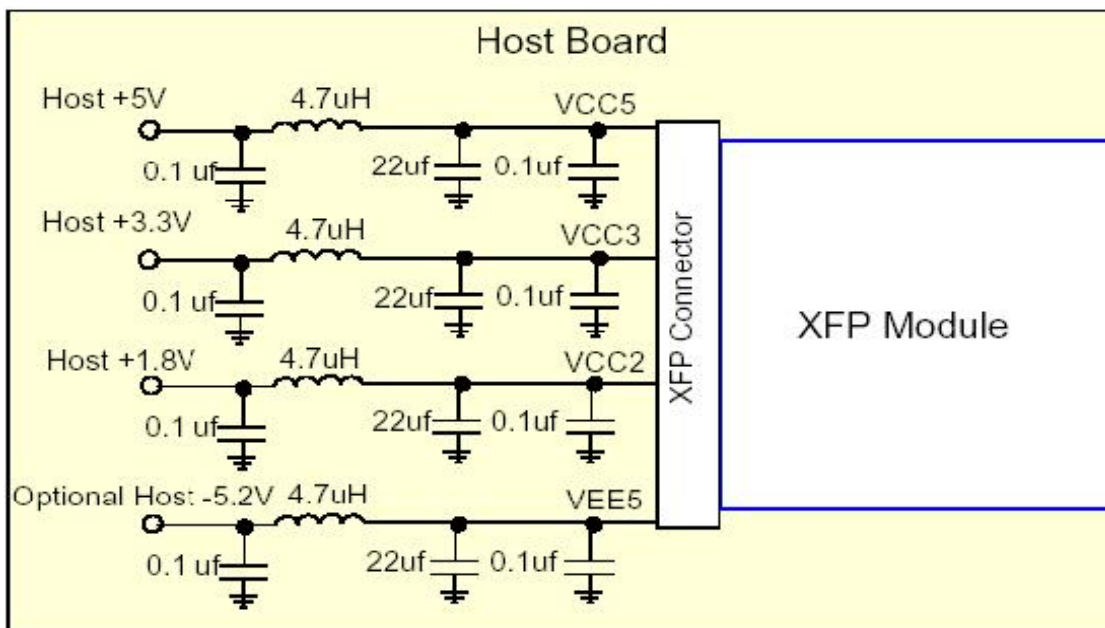 Host Board
Host +5V
4.7uH
VCC5
0.1 uf
22uf
0.1uf
Host +3.3V
4.7uH
VCC3
0.1 uf
22uf
0.1uf
Host +1.8V
4.7uH
VCC2
0.1 uf
22uf
0.1uf
Optional Host -5.2V
4.7uH
VEE5
0.1 uf
22uf
0.1uf
XFP Connector
XFP Module